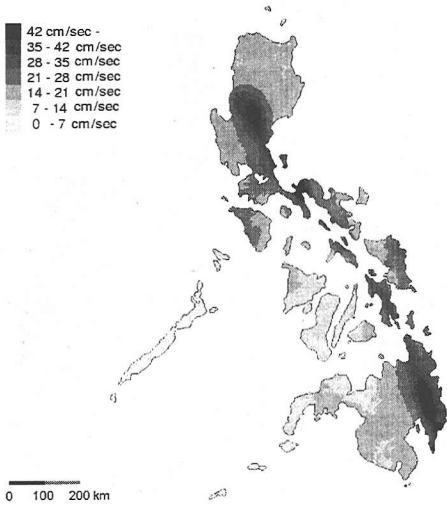 42 cm/sec -
35 - 42 cm/sec
28 - 35 cm/sec
21 - 28 cm/sec
14 - 21 cm/sec
7 - 14 cm/sec
0 - 7 cm/sec
0 100 200 km